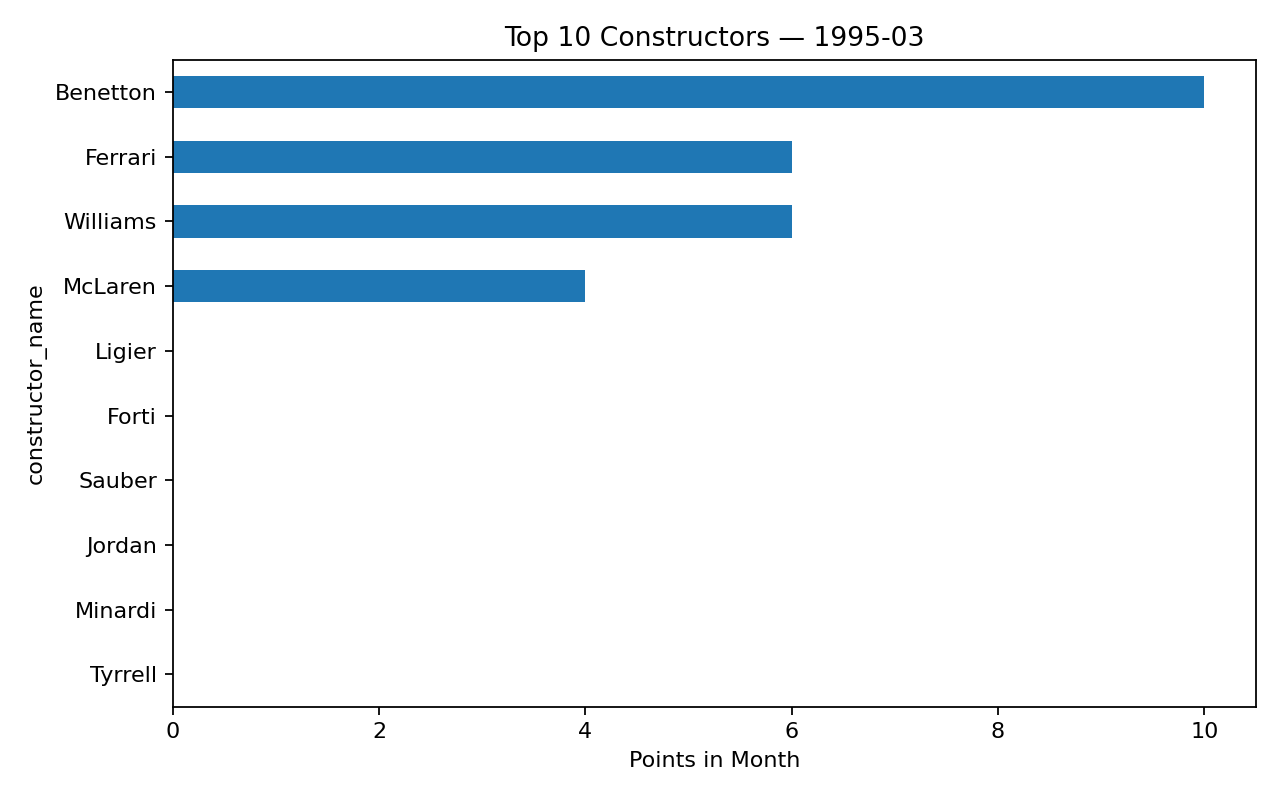 Top 10 Constructors — 1995-03
constructor_name
Benetton
Ferrari
Williams
McLaren
Ligier
Forti
Sauber
Jordan
Minardi
Tyrrell
0 2 4 6 8 10
Points in Month